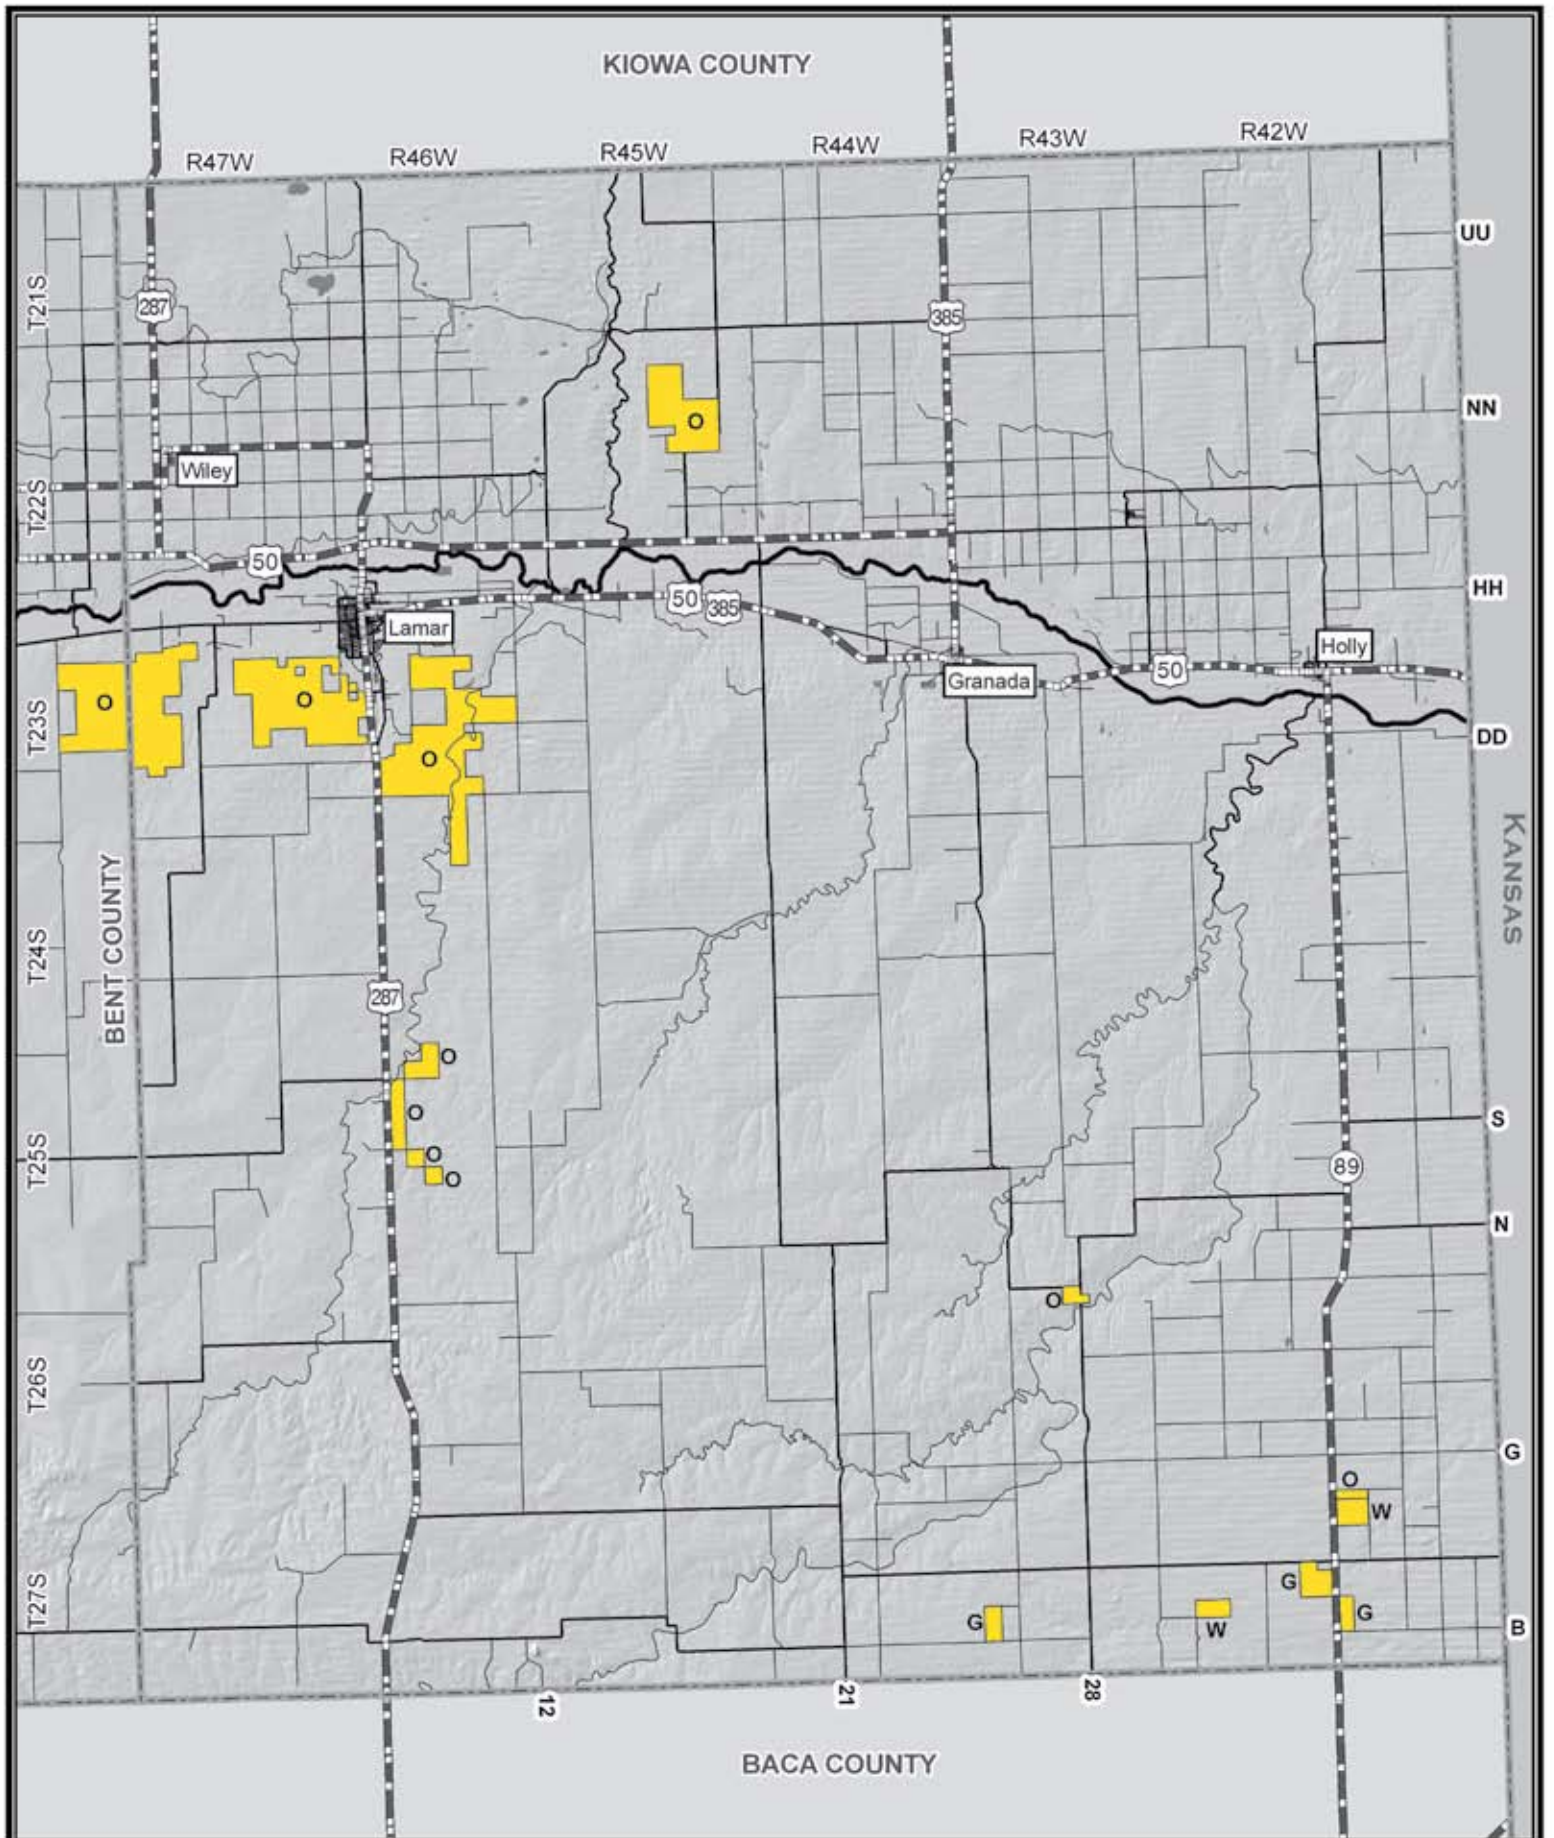 KIOWA COUNTY
R47W
R46W
R45W
R44W
R43W
R42W
UU
T21S
287
385
NN
O
Wiley
T22S
50
HH
50
385
Lamar
Holly
50
Granada
O
O
T23S
DD
O
KANSAS
BENT COUNTY
T24S
287
O
O
S
O
T25S
89
O
N
O
T26S
G
O
W
G
T27S
G
G
W
B
12
21
28
BACA COUNTY